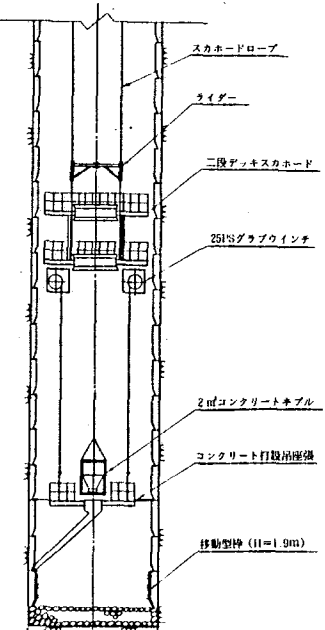 スカホードロープ
ライダー
二段デッキスカホード
25PSグラブウインチ
2㎥コンクリートキブル
コンクリート打設吊座張
移動型枠 (H=1.9m)